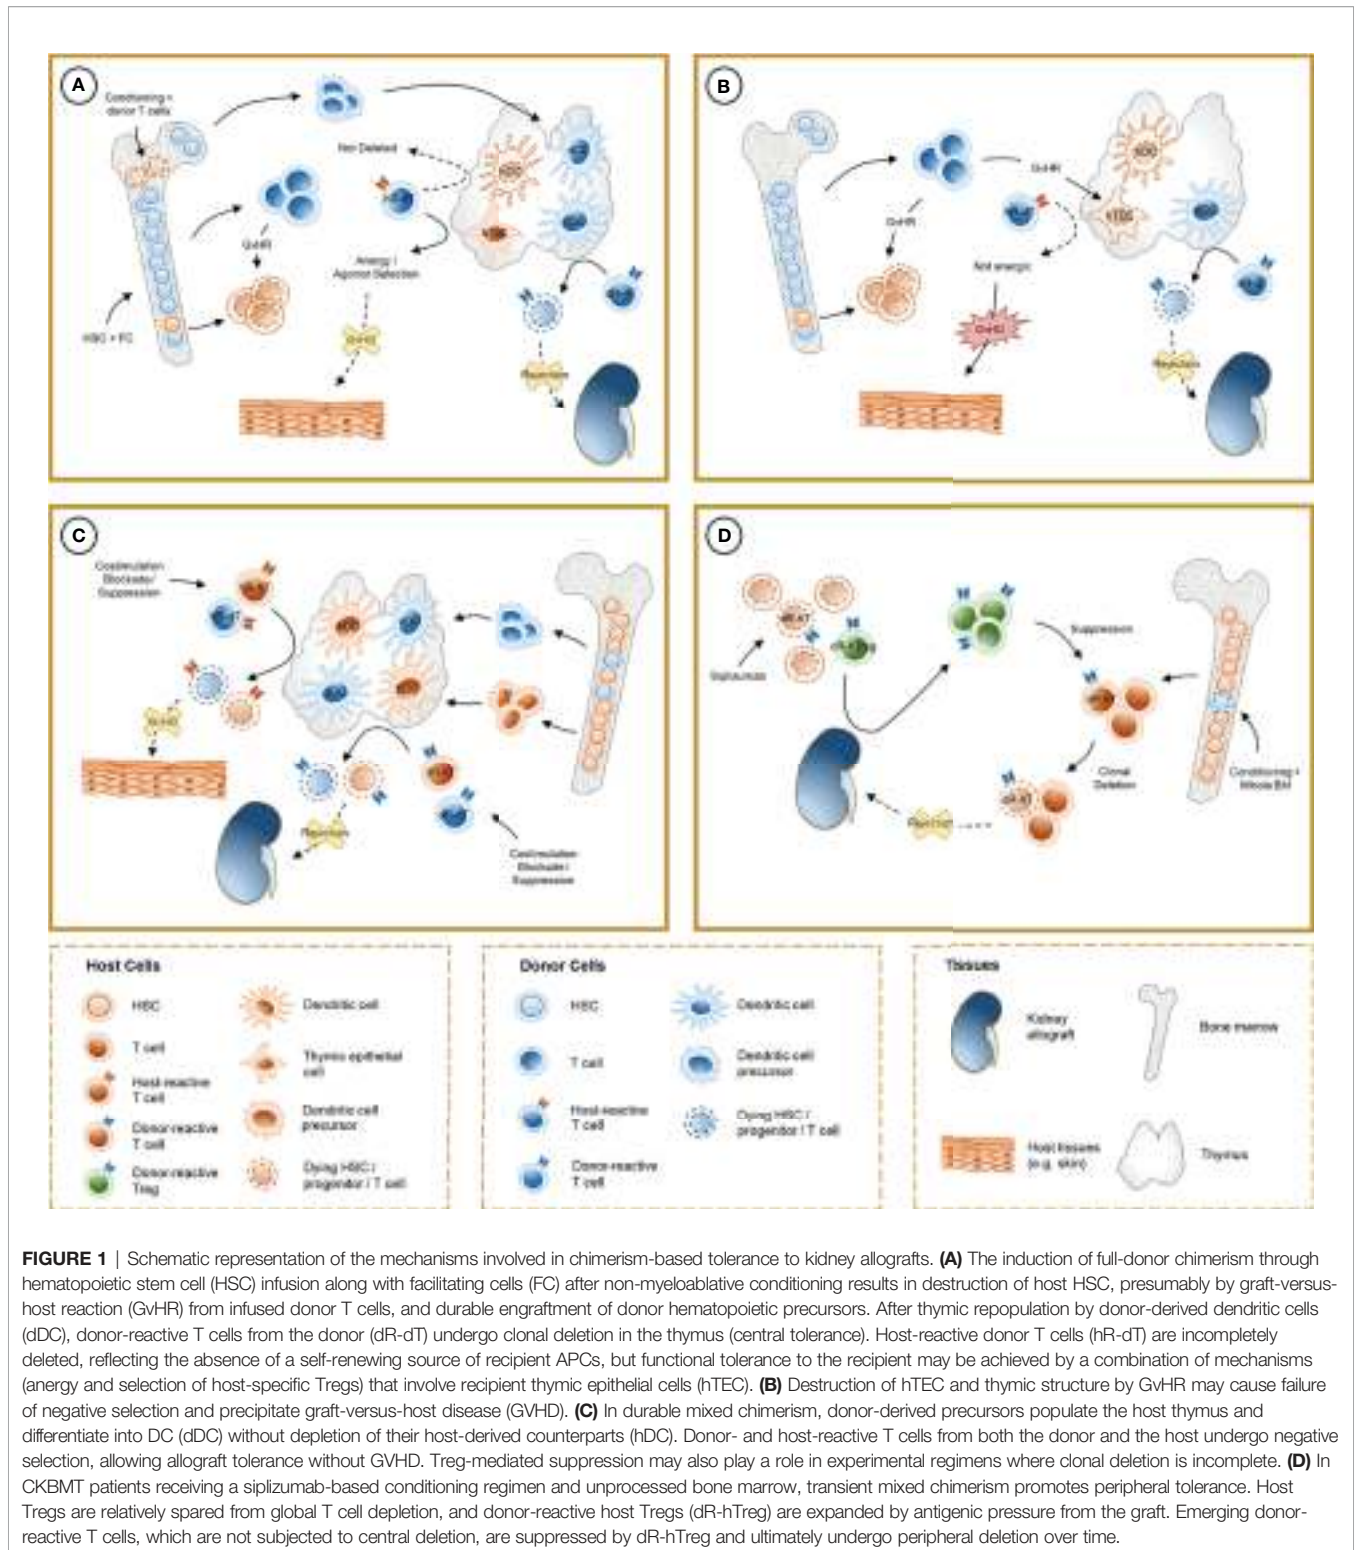 A
Conditioning +
donor T cells
Not Deleted
GvHR
Anergy /
Agonist Selection
GvHD
HSC + FC
Rejection
B
GvHR
GvHR
Not anergic
GvHD
Rejection
C
Costimulation
Blockade/
Suppression
GvHD
Rejection
Costimulation
Blockade/
Suppression
D
Siplizumab
Suppression
Clonal
Deletion
Conditioning +
Whole BM
Rejection
Host Cells
HSC
T cell
Host-reactive
T cell
Donor-reactive
T cell
Donor-reactive
Treg
Dendritic cell
Thymic epithelial
cell
Dendritic cell
precursor
Dying HSC /
progenitor / T cell
Donor Cells
HSC
T cell
Host-reactive
T cell
Donor-reactive
T cell
Dendritic cell
Dendritic cell
precursor
Dying HSC /
progenitor / T cell
Tissues
Kidney
allograft
Bone marrow
Host tissues
(e.g. skin)
Thymus
FIGURE 1 | Schematic representation of the mechanisms involved in chimerism-based tolerance to kidney allografts. (A) The induction of full-donor chimerism through
hematopoietic stem cell (HSC) infusion along with facilitating cells (FC) after non-myeloablative conditioning results in destruction of host HSC, presumably by graft-versus-
host reaction (GvHR) from infused donor T cells, and durable engraftment of donor hematopoietic precursors. After thymic repopulation by donor-derived dendritic cells
(dDC), donor-reactive T cells from the donor (dR-dT) undergo clonal deletion in the thymus (central tolerance). Host-reactive donor T cells (hR-dT) are incompletely
deleted, reflecting the absence of a self-renewing source of recipient APCs, but functional tolerance to the recipient may be achieved by a combination of mechanisms
(anergy and selection of host-specific Tregs) that involve recipient thymic epithelial cells (hTEC). (B) Destruction of hTEC and thymic structure by GvHR may cause failure
of negative selection and precipitate graft-versus-host disease (GVHD). (C) In durable mixed chimerism, donor-derived precursors populate the host thymus and
differentiate into DC (dDC) without depletion of their host-derived counterparts (hDC). Donor- and host-reactive T cells from both the donor and the host undergo negative
selection, allowing allograft tolerance without GVHD. Treg-mediated suppression may also play a role in experimental regimens where clonal deletion is incomplete. (D) In
CKBMT patients receiving a siplizumab-based conditioning regimen and unprocessed bone marrow, transient mixed chimerism promotes peripheral tolerance. Host
Tregs are relatively spared from global T cell depletion, and donor-reactive host Tregs (dR-hTreg) are expanded by antigenic pressure from the graft. Emerging donor-
reactive T cells, which are not subjected to central deletion, are suppressed by dR-hTreg and ultimately undergo peripheral deletion over time.